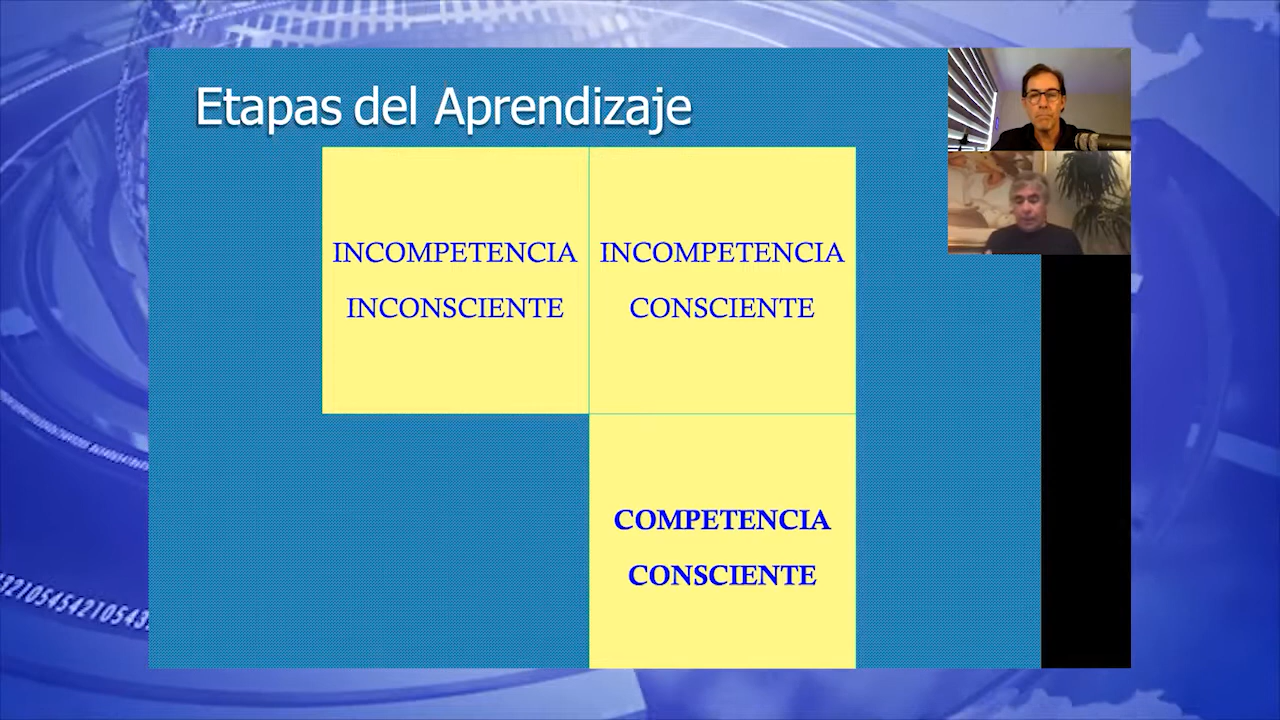 Etapas del Aprendizaje
INCOMPETENCIA
INCONSCIENTE
INCOMPETENCIA
CONSCIENTE
COMPETENCIA
CONSCIENTE